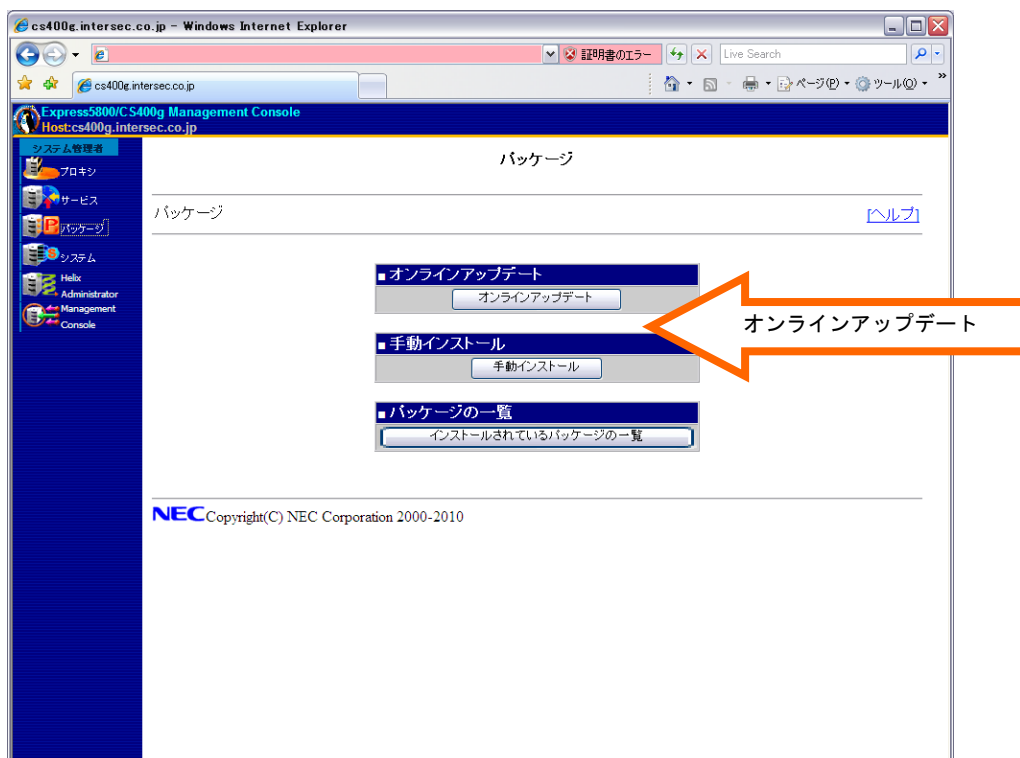 cs400g.intersec.co.jp - Windows Internet Explorer
証明書のエラー
Live Search
cs400g.intersec.co.jp
ページ(P)
ツール(O)
»
Express5800/CS400g Management Console
Host:cs400g.intersec.co.jp
システム管理者
プロキシ
サービス
パッケージ
システム
Helix
Administrator
Management
Console
パッケージ
パッケージ
[ヘルプ]
■オンラインアップデート
オンラインアップデート
■手動インストール
手動インストール
■パッケージの一覧
インストールされているパッケージの一覧
オンラインアップデート
NEC Copyright(C) NEC Corporation 2000-2010